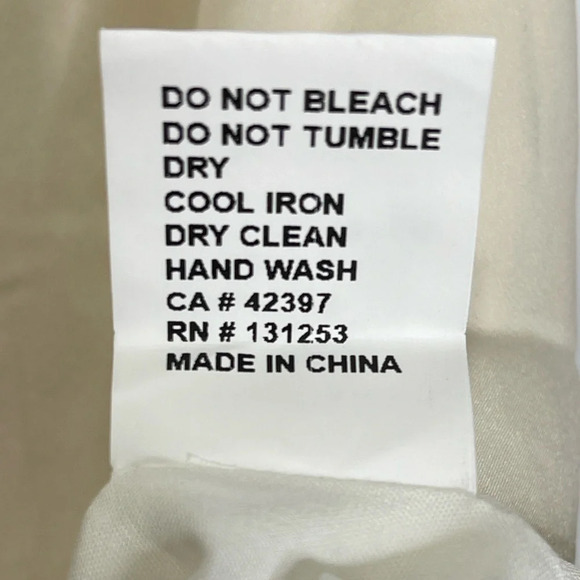 DO NOT BLEACH
DO NOT TUMBLE
DRY
COOL IRON
DRY CLEAN
HAND WASH
CA # 42397
RN # 131253
MADE IN CHINA